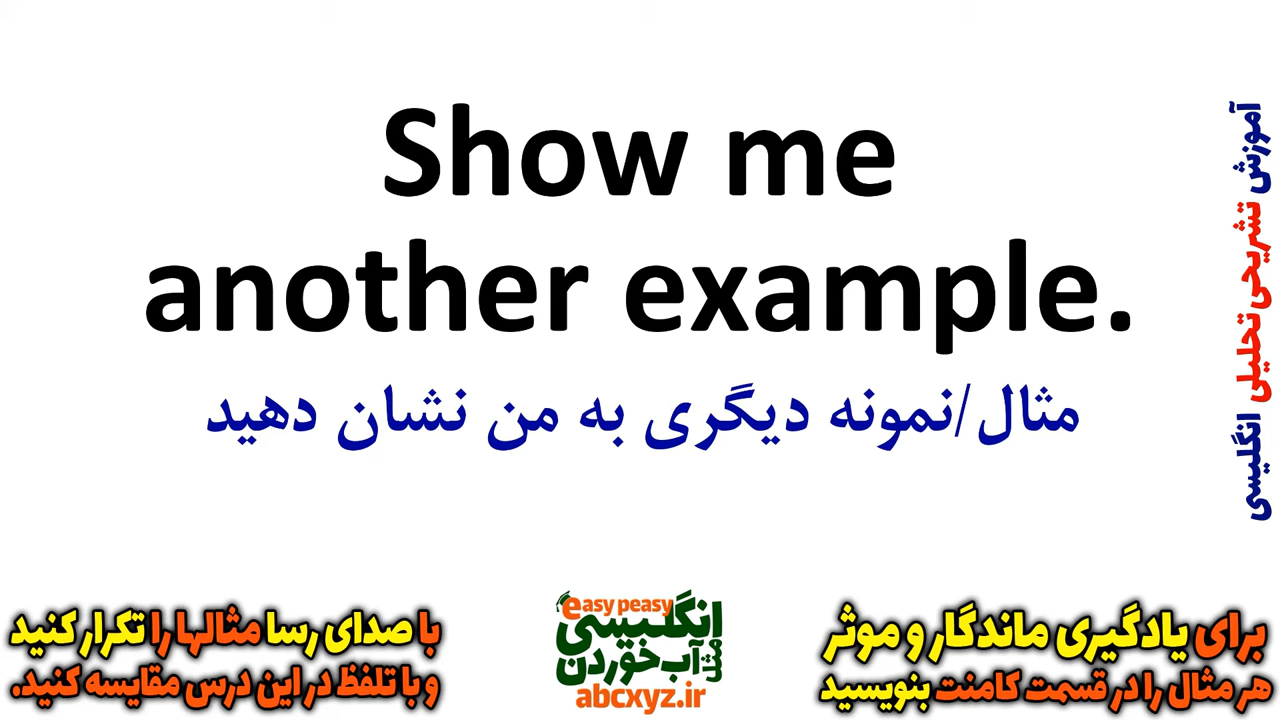 Show me
another example.
مثال/نمونه دیگری به من نشان دهید
آموزش تشریحی تحلیلی انگلیسی
با صدای رسا مثالها را تکرار کنید
و با تلفظ در این درس مقایسه کنید.
easy peasy
انگلیسی
مثل آب خوردن
abcxyz.ir
برای یادگیری ماندگار و موثر
هر مثال را در قسمت کامنت بنویسید